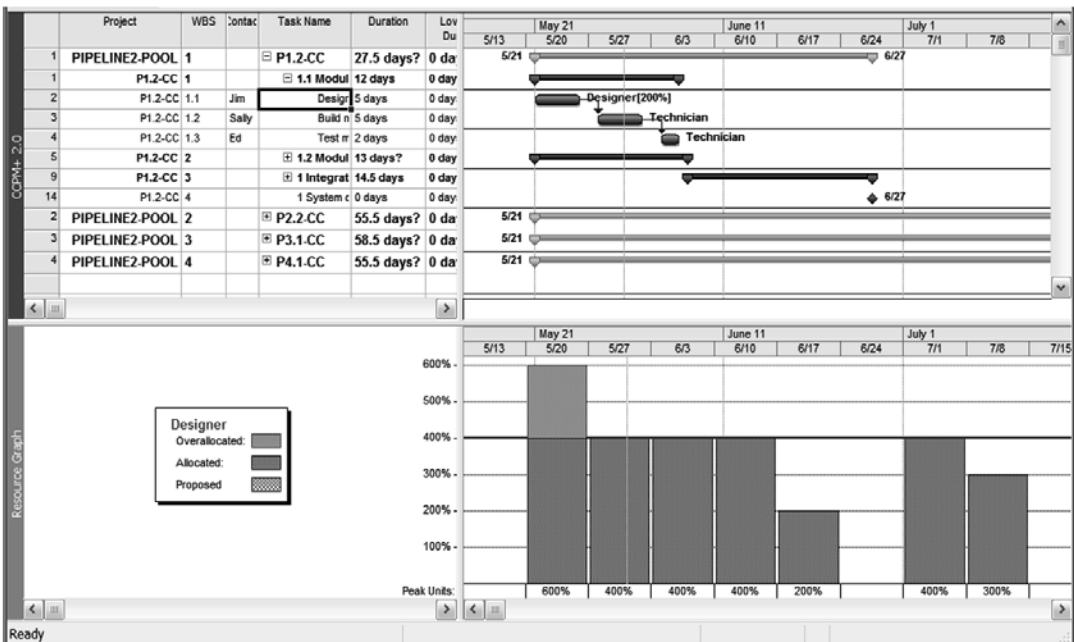 Project WBS Contac Task Name Duration Lov Du
May 21 June 11 July 1
5/13 5/20 5/27 6/3 6/10 6/17 6/24 7/1 7/8
1 PIPELINE2-POOL 1 P1.2-CC 27.5 days? 0 da 5/21 6/27
1 P1.2-CC 1 1.1 Modul 12 days 0 day
2 P1.2-CC 1.1 Jim Design 5 days 0 day Designer[200%]
3 P1.2-CC 1.2 Sally Build n 5 days 0 day Technician
4 P1.2-CC 1.3 Ed Test m 2 days 0 day Technician
5 P1.2-CC 2 1.2 Modul 13 days? 0 day
9 P1.2-CC 3 1 Integrat 14.5 days 0 day
14 P1.2-CC 4 1 System c 0 days 0 day 6/27
2 PIPELINE2-POOL 2 P2.2-CC 55.5 days? 0 da 5/21
3 PIPELINE2-POOL 3 P3.1-CC 58.5 days? 0 da 5/21
4 PIPELINE2-POOL 4 P4.1-CC 55.5 days? 0 da 5/21
CCPM+ 2.0
May 21 June 11 July 1
5/13 5/20 5/27 6/3 6/10 6/17 6/24 7/1 7/8 7/15
Resource Graph
Designer
Overallocated:
Allocated:
Proposed
600%
500%
400%
300%
200%
100%
Peak Units: 600% 400% 400% 400% 200% 400% 300%
Ready